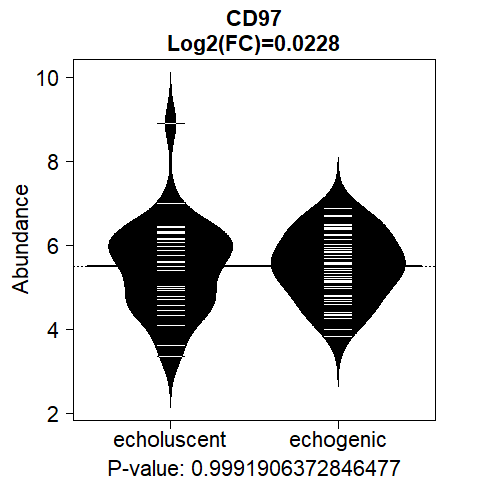 CD97
Log2(FC)=0.0228
10
8
6
4
2
Abundance
echoluscent echogenic
P-value: 0.9991906372846477